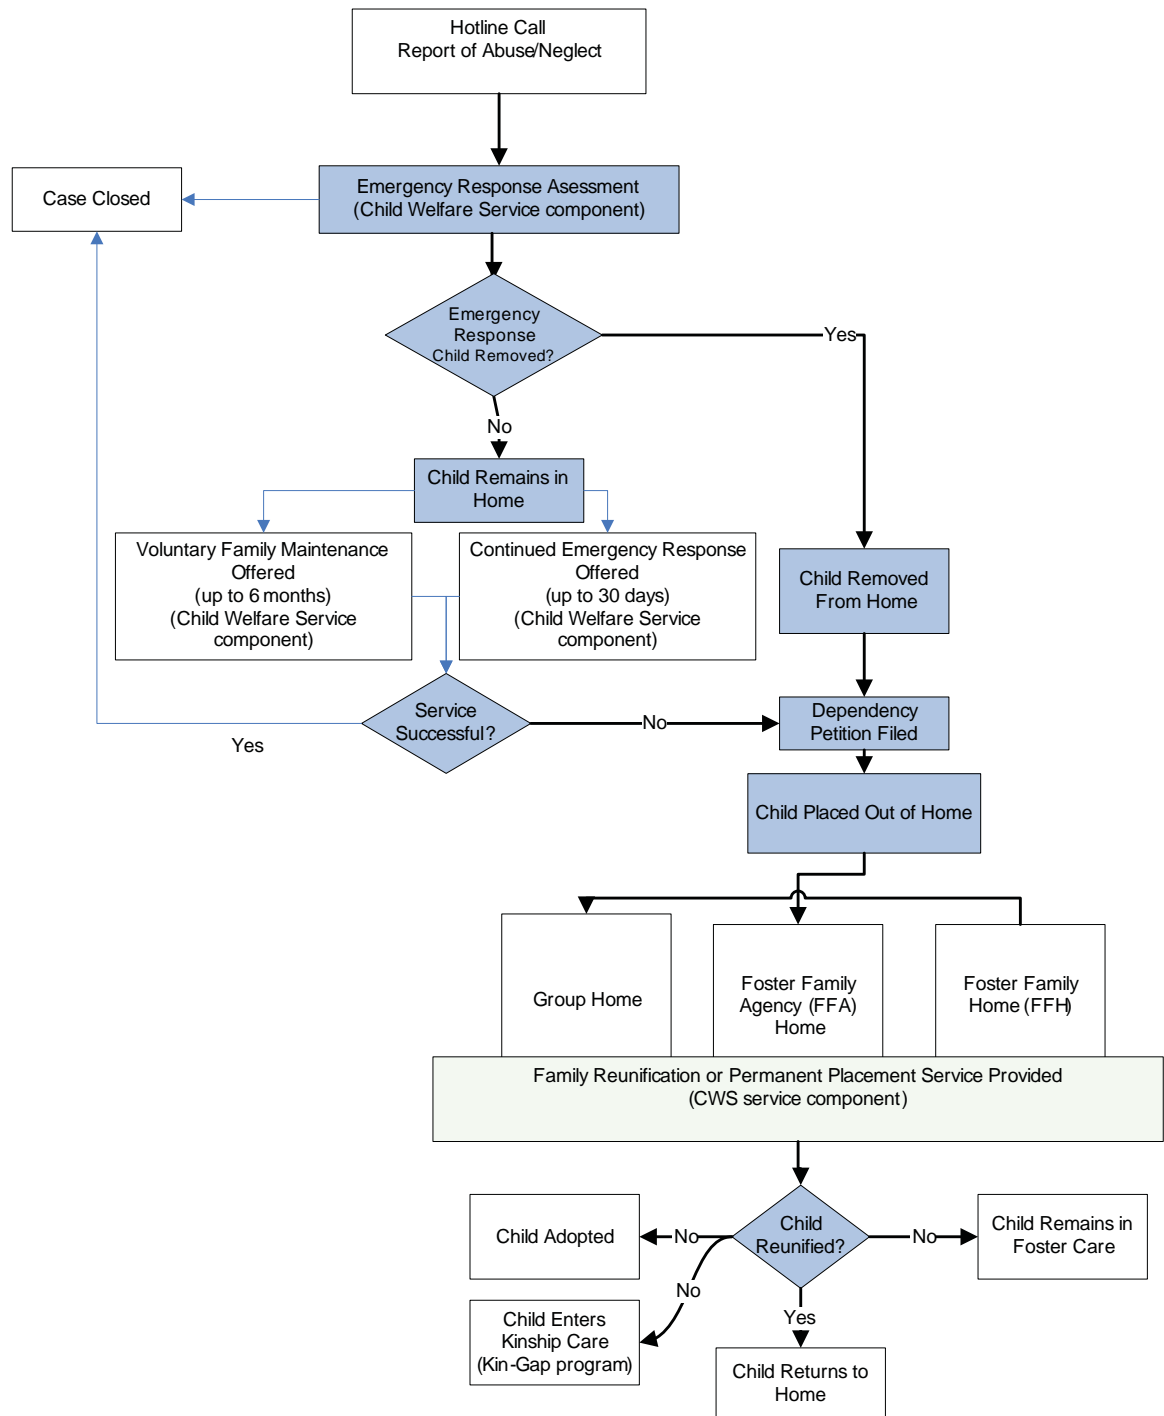 Hotline Call
Report of Abuse/Neglect
Case Closed
Emergency Response Asessment
(Child Welfare Service component)
Emergency
Response
Child Removed?
Yes
No
Child Remains in
Home
Voluntary Family Maintenance
Offered
(up to 6 months)
(Child Welfare Service
component)
Continued Emergency Response
Offered
(up to 30 days)
(Child Welfare Service
component)
Child Removed
From Home
Service
Successful?
No
Yes
Dependency
Petition Filed
Child Placed Out of Home
Group Home
Foster Family
Agency (FFA)
Home
Foster Family
Home (FFH)
Family Reunification or Permanent Placement Service Provided
(CWS service component)
Child Adopted
No
Child
Reunified?
No
Child Remains in
Foster Care
No
Yes
Child Enters
Kinship Care
(Kin-Gap program)
Child Returns to
Home